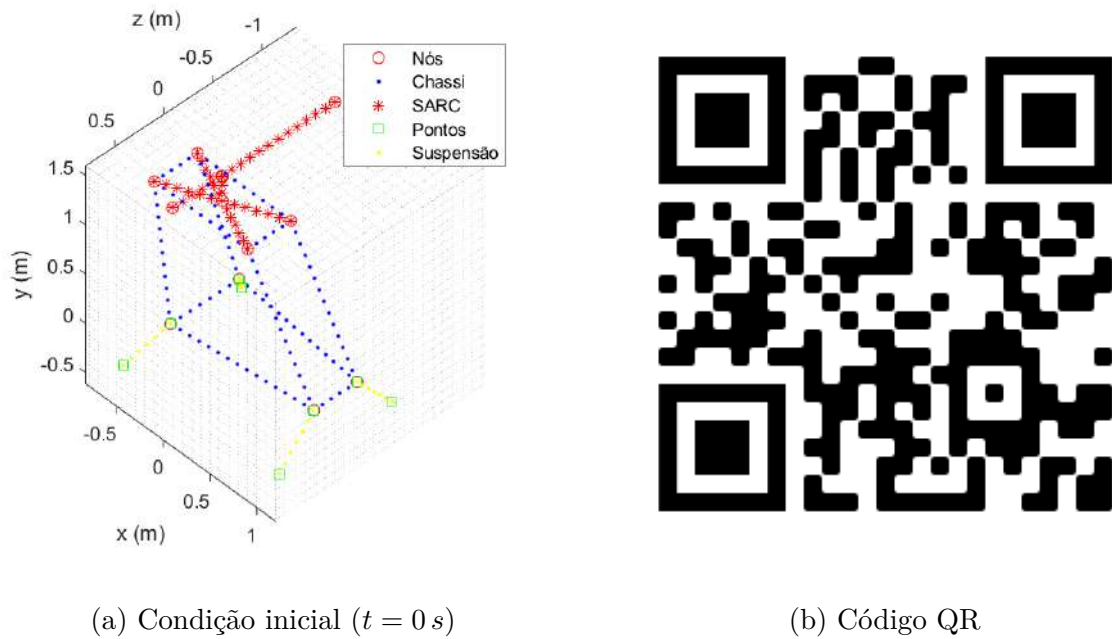 z (m)
-1
-0.5
0
0.5
Nós
Chassi
SARC
Pontos
Suspensão
1.5
1
0.5
0
-0.5
y (m)
-0.5
0
0.5
1
x (m)
(a) Condição inicial (t = 0 s)
(b) Código QR